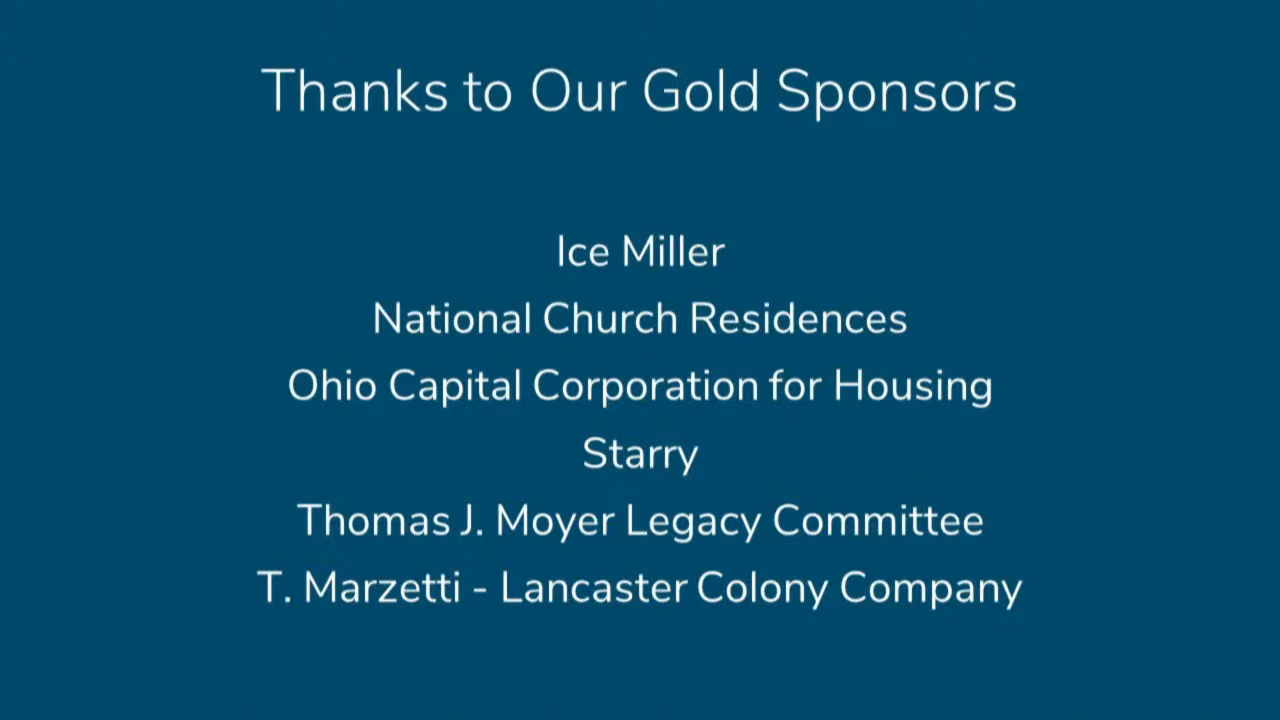 Thanks to Our Gold Sponsors
Ice Miller
National Church Residences
Ohio Capital Corporation for Housing
Starry
Thomas J. Moyer Legacy Committee
T. Marzetti - Lancaster Colony Company